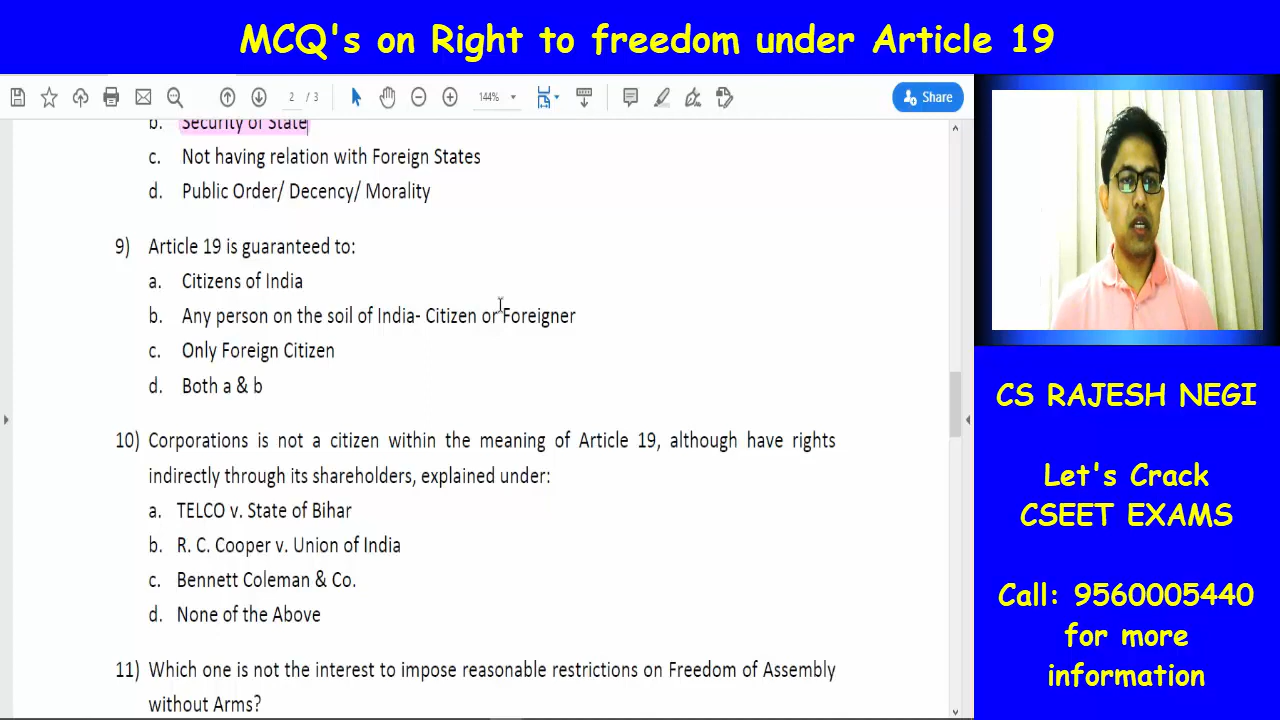 MCQ's on Right to freedom under Article 19
2 / 3
144%
Share
b. Security of State
c. Not having relation with Foreign States
d. Public Order/ Decency/ Morality
9) Article 19 is guaranteed to:
a. Citizens of India
b. Any person on the soil of India- Citizen or Foreigner
c. Only Foreign Citizen
d. Both a & b
10) Corporations is not a citizen within the meaning of Article 19, although have rights
indirectly through its shareholders, explained under:
a. TELCO v. State of Bihar
b. R. C. Cooper v. Union of India
c. Bennett Coleman & Co.
d. None of the Above
11) Which one is not the interest to impose reasonable restrictions on Freedom of Assembly
without Arms?
CS RAJESH NEGI
Let's Crack
CSEET EXAMS
Call: 9560005440
for more
information